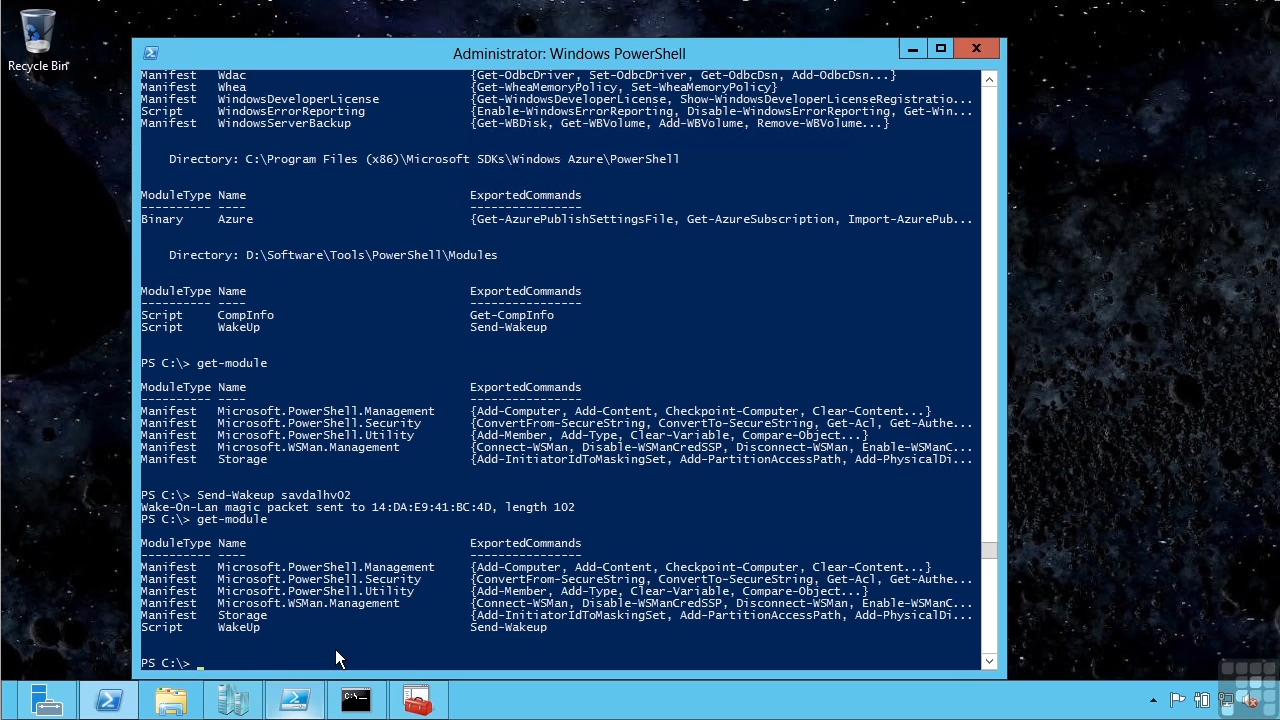 Recycle Bin
Administrator: Windows PowerShell
Manifest Wdac {Get-OdbcDriver, Set-OdbcDriver, Get-OdbcDsn, Add-OdbcDsn...}
Manifest Whea {Get-WheaMemoryPolicy, Set-WheaMemoryPolicy}
Manifest WindowsDeveloperLicense {Get-WindowsDeveloperLicense, Show-WindowsDeveloperLicenseRegistratio...
Script WindowsErrorReporting {Enable-WindowsErrorReporting, Disable-WindowsErrorReporting, Get-Win...
Manifest WindowsServerBackup {Get-WBDisk, Get-WBVolume, Add-WBVolume, Remove-WBVolume...}
Directory: C:\Program Files (x86)\Microsoft SDKs\Windows Azure\PowerShell
ModuleType Name ExportedCommands
---------- ---- ----------------
Binary Azure {Get-AzurePublishSettingsFile, Get-AzureSubscription, Import-AzurePub...
Directory: D:\Software\Tools\PowerShell\Modules
ModuleType Name ExportedCommands
---------- ---- ----------------
Script CompInfo Get-CompInfo
Script WakeUp Send-Wakeup
PS C:\> get-module
ModuleType Name ExportedCommands
---------- ---- ----------------
Manifest Microsoft.PowerShell.Management {Add-Computer, Add-Content, Checkpoint-Computer, Clear-Content...}
Manifest Microsoft.PowerShell.Security {ConvertFrom-SecureString, ConvertTo-SecureString, Get-Acl, Get-Authe...
Manifest Microsoft.PowerShell.Utility {Add-Member, Add-Type, Clear-Variable, Compare-Object...}
Manifest Microsoft.WSMan.Management {Connect-WSMan, Disable-WSManCredSSP, Disconnect-WSMan, Enable-WSManC...
Manifest Storage {Add-InitiatorIdToMaskingSet, Add-PartitionAccessPath, Add-PhysicalDi...
PS C:\> Send-Wakeup savdalhv02
Wake-On-Lan magic packet sent to 14:DA:E9:41:BC:4D, length 102
PS C:\> get-module
ModuleType Name ExportedCommands
---------- ---- ----------------
Manifest Microsoft.PowerShell.Management {Add-Computer, Add-Content, Checkpoint-Computer, Clear-Content...}
Manifest Microsoft.PowerShell.Security {ConvertFrom-SecureString, ConvertTo-SecureString, Get-Acl, Get-Authe...
Manifest Microsoft.PowerShell.Utility {Add-Member, Add-Type, Clear-Variable, Compare-Object...}
Manifest Microsoft.WSMan.Management {Connect-WSMan, Disable-WSManCredSSP, Disconnect-WSMan, Enable-WSManC...
Manifest Storage {Add-InitiatorIdToMaskingSet, Add-PartitionAccessPath, Add-PhysicalDi...
Script WakeUp Send-Wakeup
PS C:\> _
C:\_